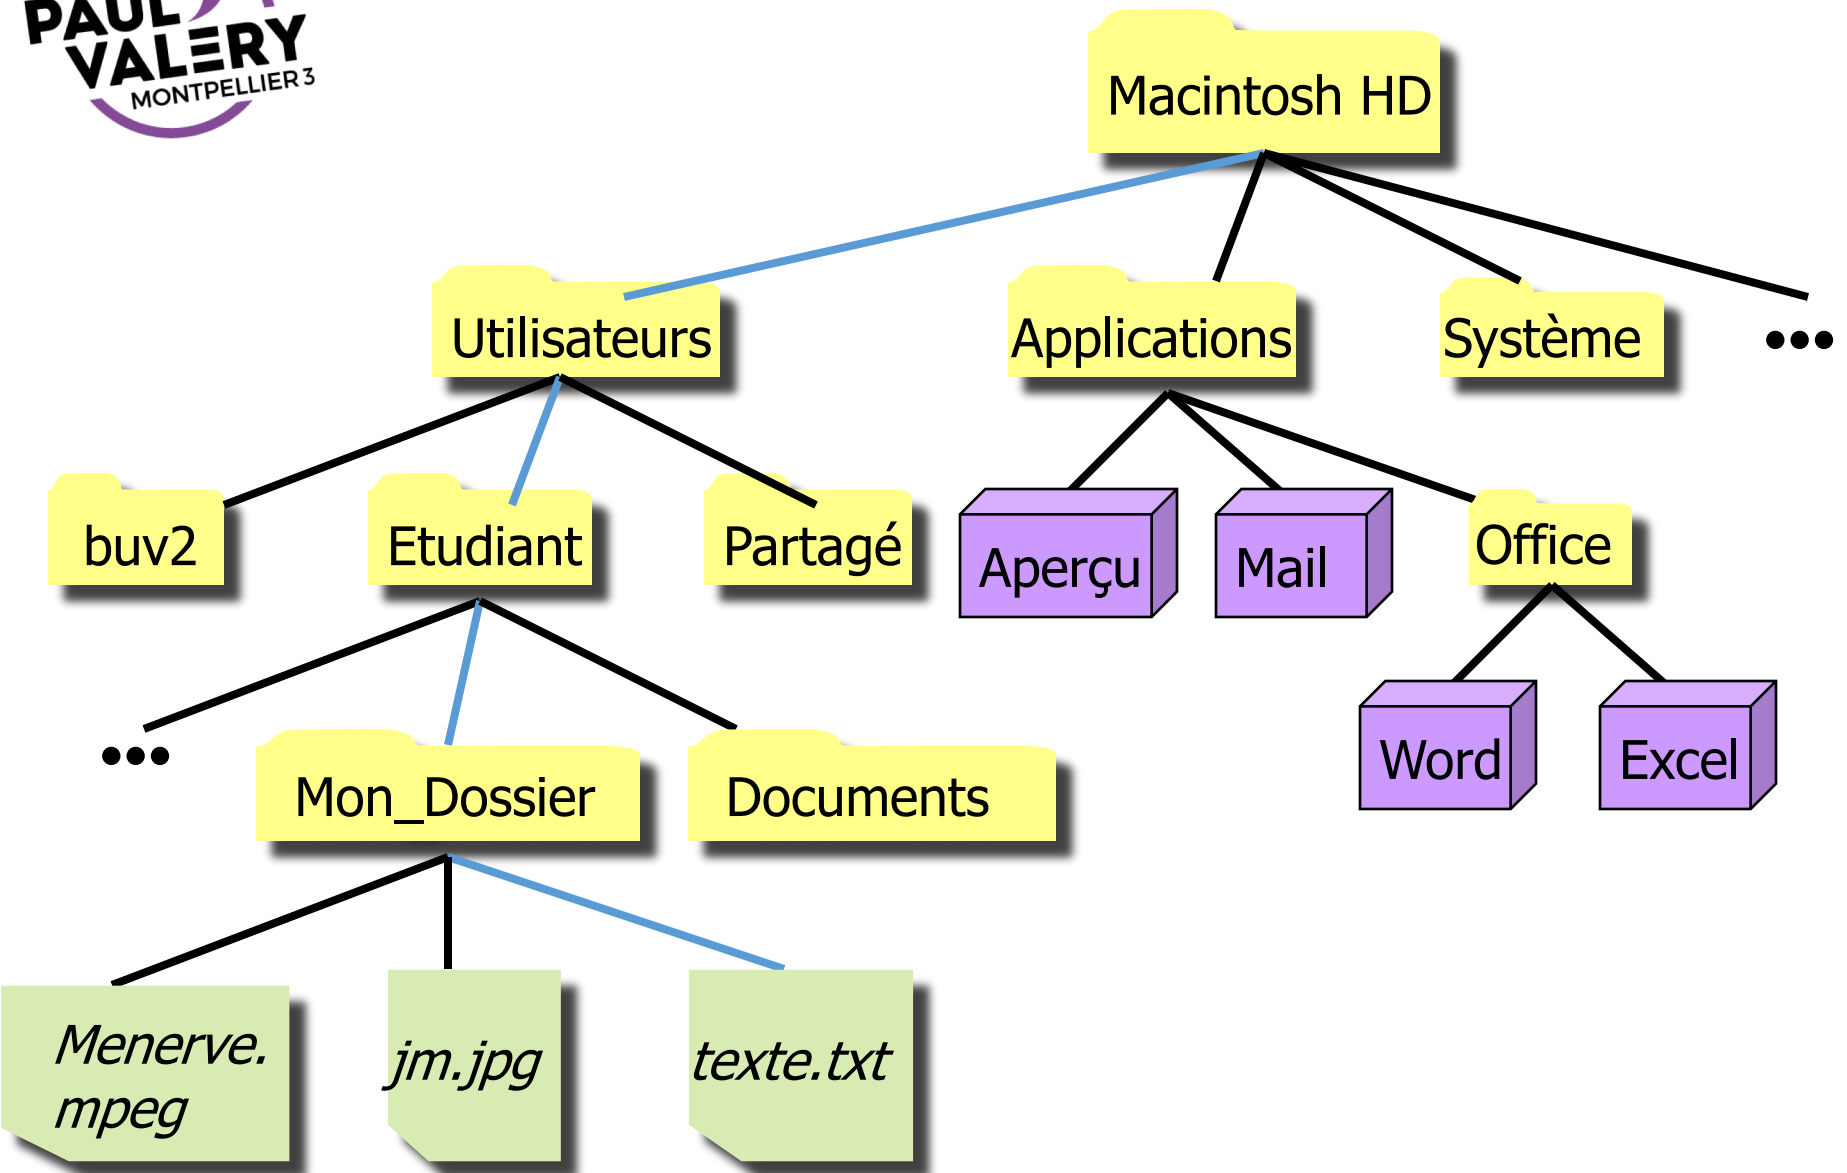 PAUL
VALÉRY
MONTPELLIER 3
Macintosh HD
Utilisateurs
Applications
Système
•••
buv2
Etudiant
Partagé
Aperçu
Mail
Office
•••
Mon_Dossier
Documents
Word
Excel
Menerve.
mpeg
jm.jpg
texte.txt